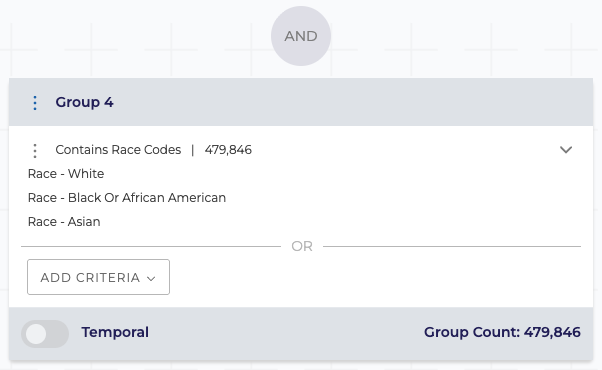 AND
Group 4
Contains Race Codes | 479,846
Race - White
Race - Black Or African American
Race - Asian
OR
ADD CRITERIA
Temporal
Group Count: 479,846